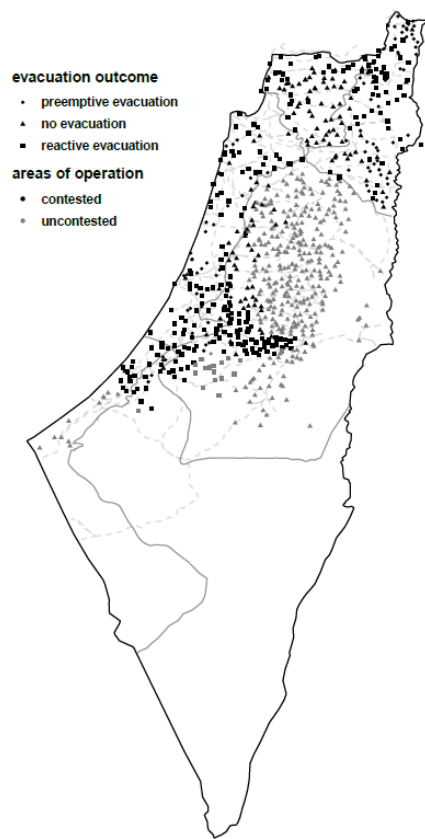 evacuation outcome
preemptive evacuation
no evacuation
reactive evacuation
areas of operation
contested
uncontested